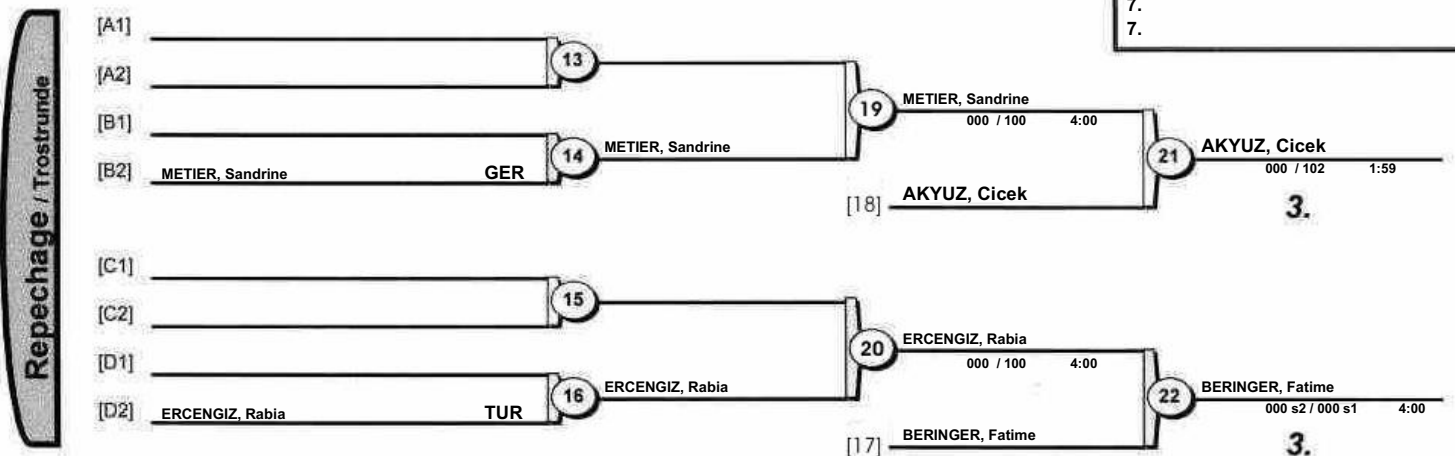 7.
7.
Repechage / Trostrunde
[A1]
13
[A2]
19
METIER, Sandrine
000 / 100 4:00
[B1]
14
METIER, Sandrine
[B2] METIER, Sandrine GER
21
AKYUZ, Cicek
000 / 102 1:59
3.
[18] AKYUZ, Cicek
[C1]
15
[C2]
20
ERCENGIZ, Rabia
000 / 100 4:00
[D1]
16
ERCENGIZ, Rabia
[D2] ERCENGIZ, Rabia TUR
22
BERINGER, Fatime
000 s2 / 000 s1 4:00
3.
[17] BERINGER, Fatime